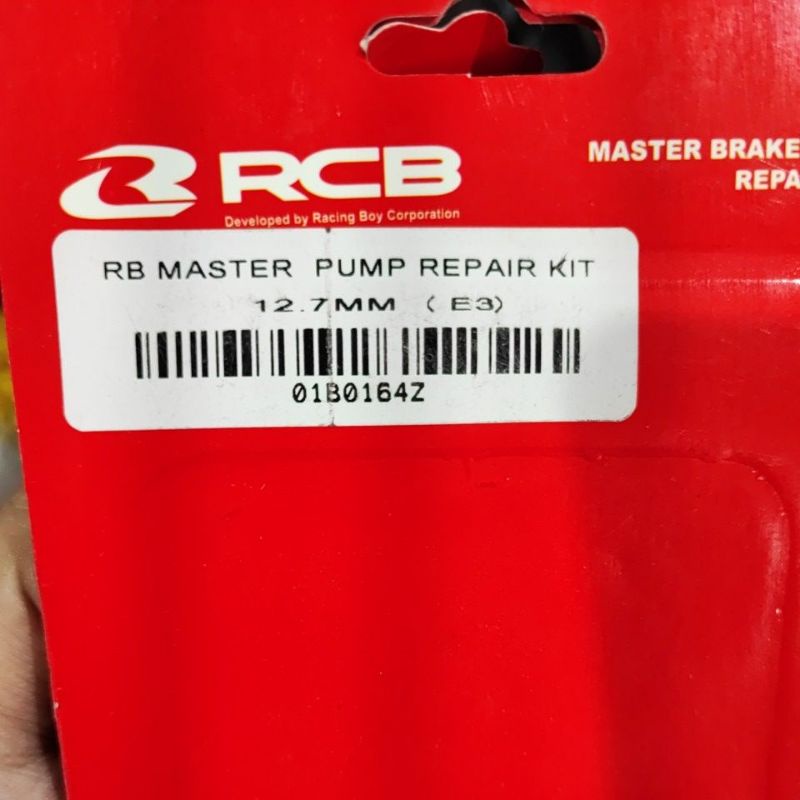 RCB
Developed by Racing Boy Corporation
MASTER BRAKE
REPA
RB MASTER PUMP REPAIR KIT
12.7MM ( E3)
01B0164Z